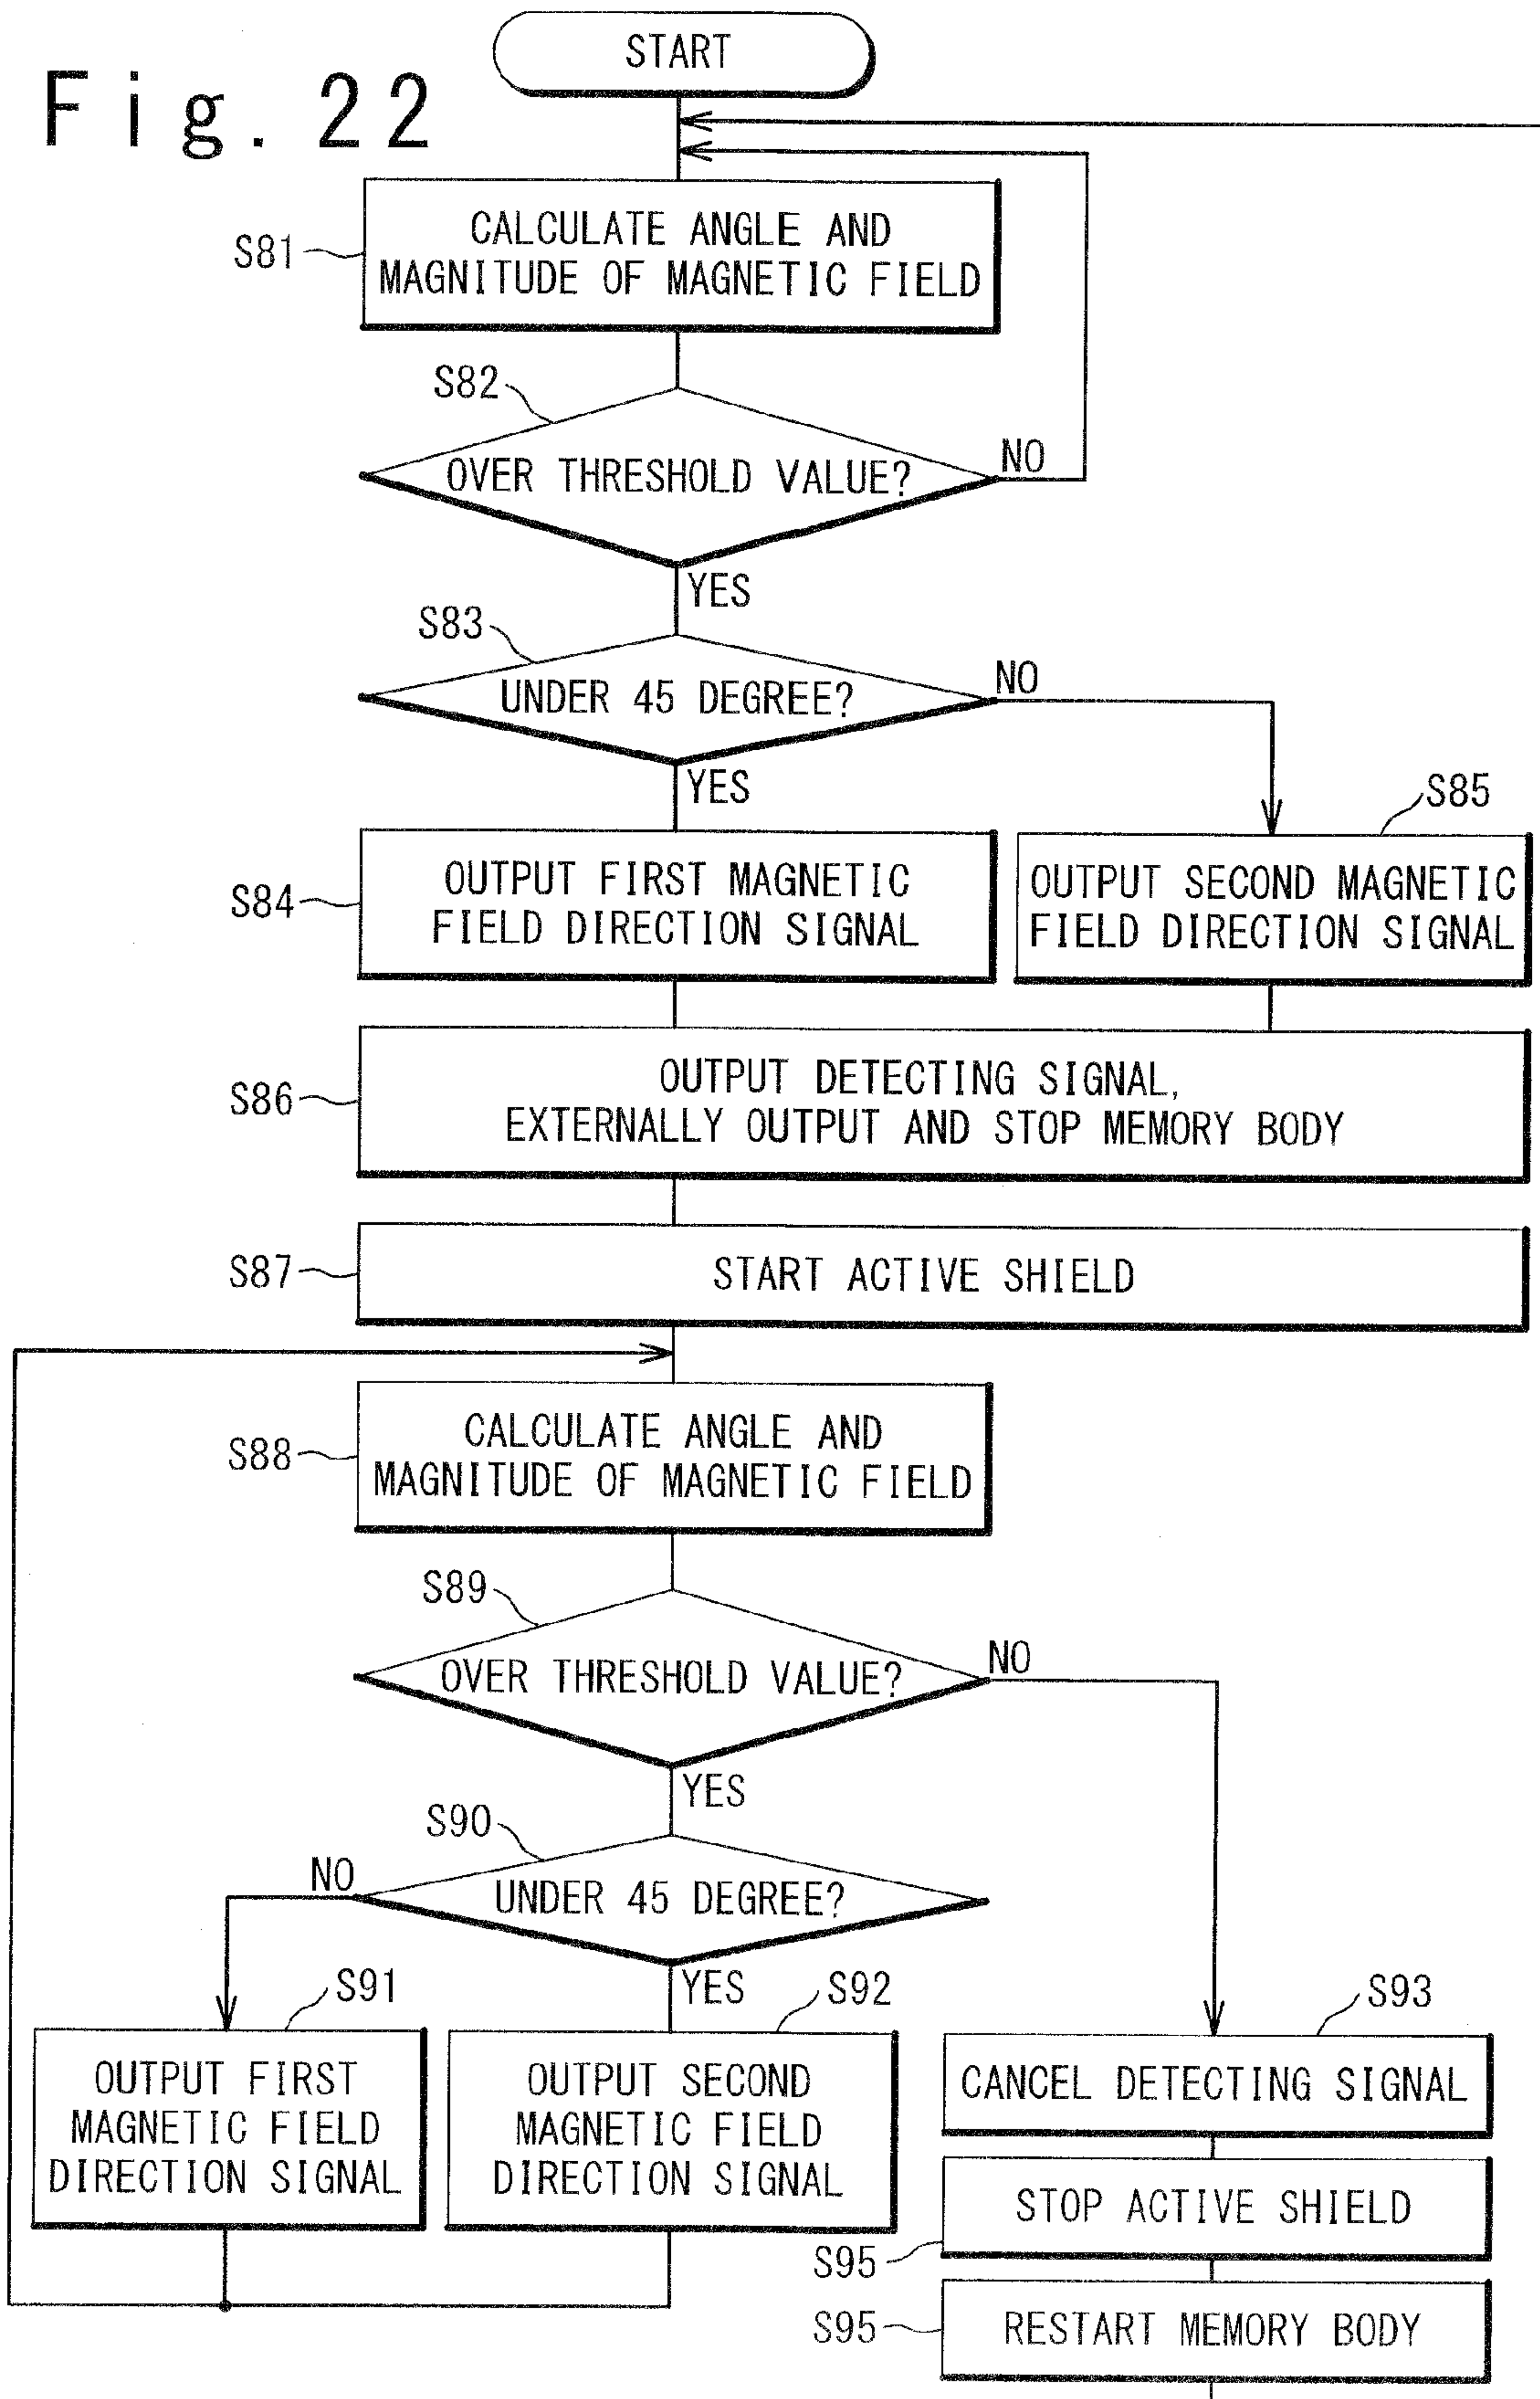 Fig. 22
START
S81
CALCULATE ANGLE AND
MAGNITUDE OF MAGNETIC FIELD
S82
OVER THRESHOLD VALUE?
NO
YES
S83
UNDER 45 DEGREE?
NO
YES
S84
OUTPUT FIRST MAGNETIC
FIELD DIRECTION SIGNAL
S85
OUTPUT SECOND MAGNETIC
FIELD DIRECTION SIGNAL
S86
OUTPUT DETECTING SIGNAL,
EXTERNALLY OUTPUT AND STOP MEMORY BODY
S87
START ACTIVE SHIELD
S88
CALCULATE ANGLE AND
MAGNITUDE OF MAGNETIC FIELD
S89
OVER THRESHOLD VALUE?
NO
YES
S90
UNDER 45 DEGREE?
NO
YES
S91
OUTPUT FIRST
MAGNETIC FIELD
DIRECTION SIGNAL
S92
OUTPUT SECOND
MAGNETIC FIELD
DIRECTION SIGNAL
S93
CANCEL DETECTING SIGNAL
STOP ACTIVE SHIELD
S95
S95
RESTART MEMORY BODY